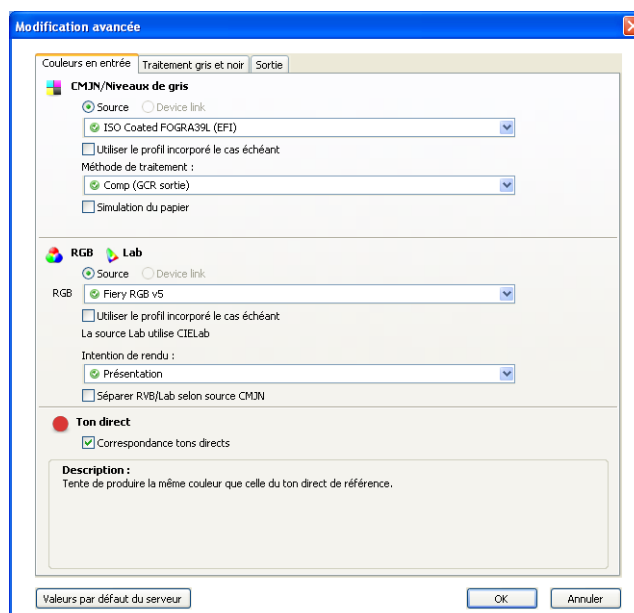 Modification avancée
Couleurs en entrée Traitement gris et noir Sortie
CMJN/Niveaux de gris
Source Device link
ISO Coated FOGRA39L (EFI)
Utiliser le profil incorporé le cas échéant
Méthode de traitement :
Comp (GCR sortie)
Simulation du papier
RGB Lab
Source Device link
RGB Fiery RGB v5
Utiliser le profil incorporé le cas échéant
La source Lab utilise CIELab
Intention de rendu :
Présentation
Séparer RVB/Lab selon source CMJN
Ton direct
Correspondance tons directs
Description :
Tente de produire la même couleur que celle du ton direct de référence.
Valeurs par défaut du serveur OK Annuler